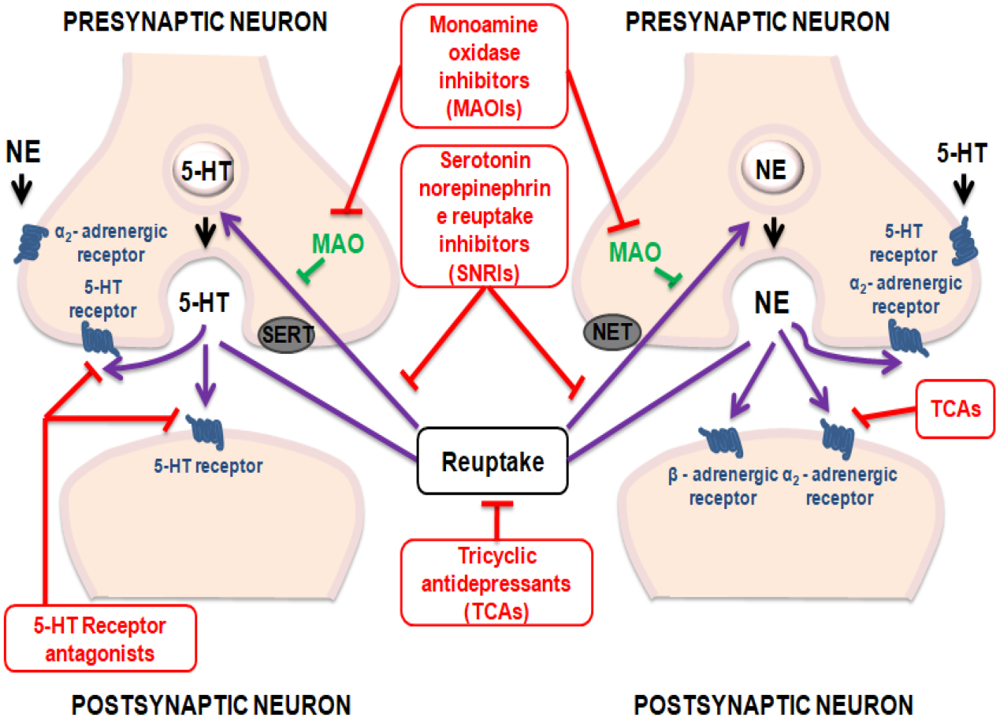 PRESYNAPTIC NEURON
PRESYNAPTIC NEURON
Monoamine
oxidase
inhibitors
(MAOIs)
NE
5-HT
Serotonin
norepinephrin
e reuptake
inhibitors
(SNRIs)
NE
5-HT
α2- adrenergic
receptor
MAO
MAO
5-HT
receptor
5-HT
receptor
5-HT
α2- adrenergic
receptor
NE
SERT
NET
TCAs
5-HT receptor
Reuptake
β - adrenergic
receptor
α2 - adrenergic
receptor
Tricyclic
antidepressants
(TCAs)
5-HT Receptor
antagonists
POSTSYNAPTIC NEURON
POSTSYNAPTIC NEURON